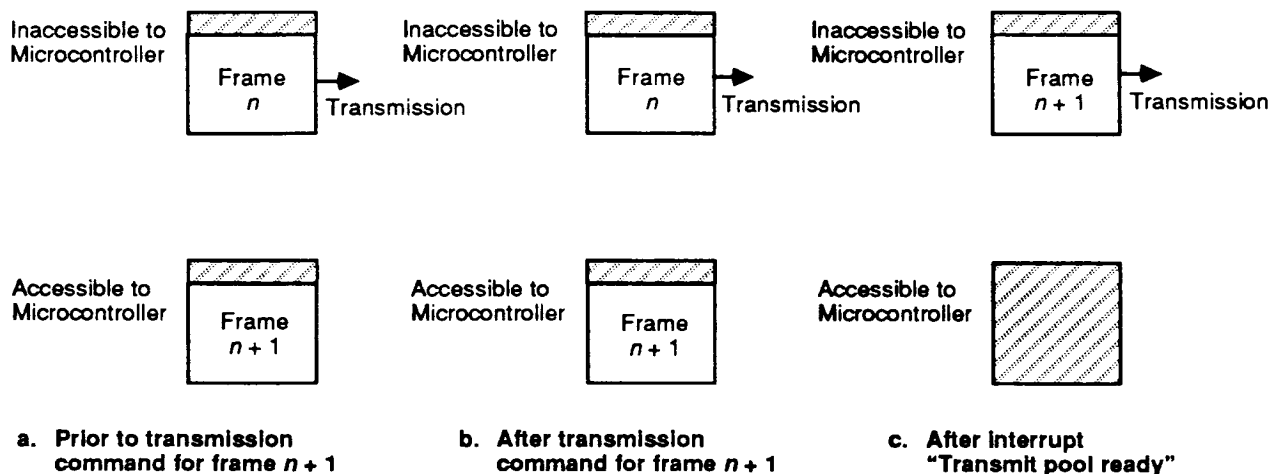 Inaccessible to
Microcontroller
Frame
n
Transmission
Inaccessible to
Microcontroller
Frame
n
Transmission
Inaccessible to
Microcontroller
Frame
n + 1
Transmission
Accessible to
Microcontroller
Frame
n + 1
Accessible to
Microcontroller
Frame
n + 1
Accessible to
Microcontroller
a. Prior to transmission
command for frame n + 1
b. After transmission
command for frame n + 1
c. After interrupt
"Transmit pool ready"